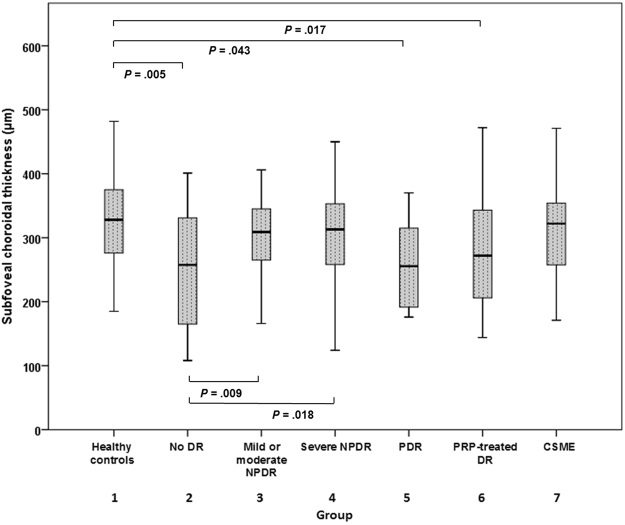 P = .017
P = .043
P = .005
Subfoveal choroidal thickness (µm)
600
500
400
300
200
100
0
P = .009
P = .018
Healthy controls
No DR
Mild or moderate NPDR
Severe NPDR
PDR
PRP-treated DR
CSME
1 2 3 4 5 6 7
Group